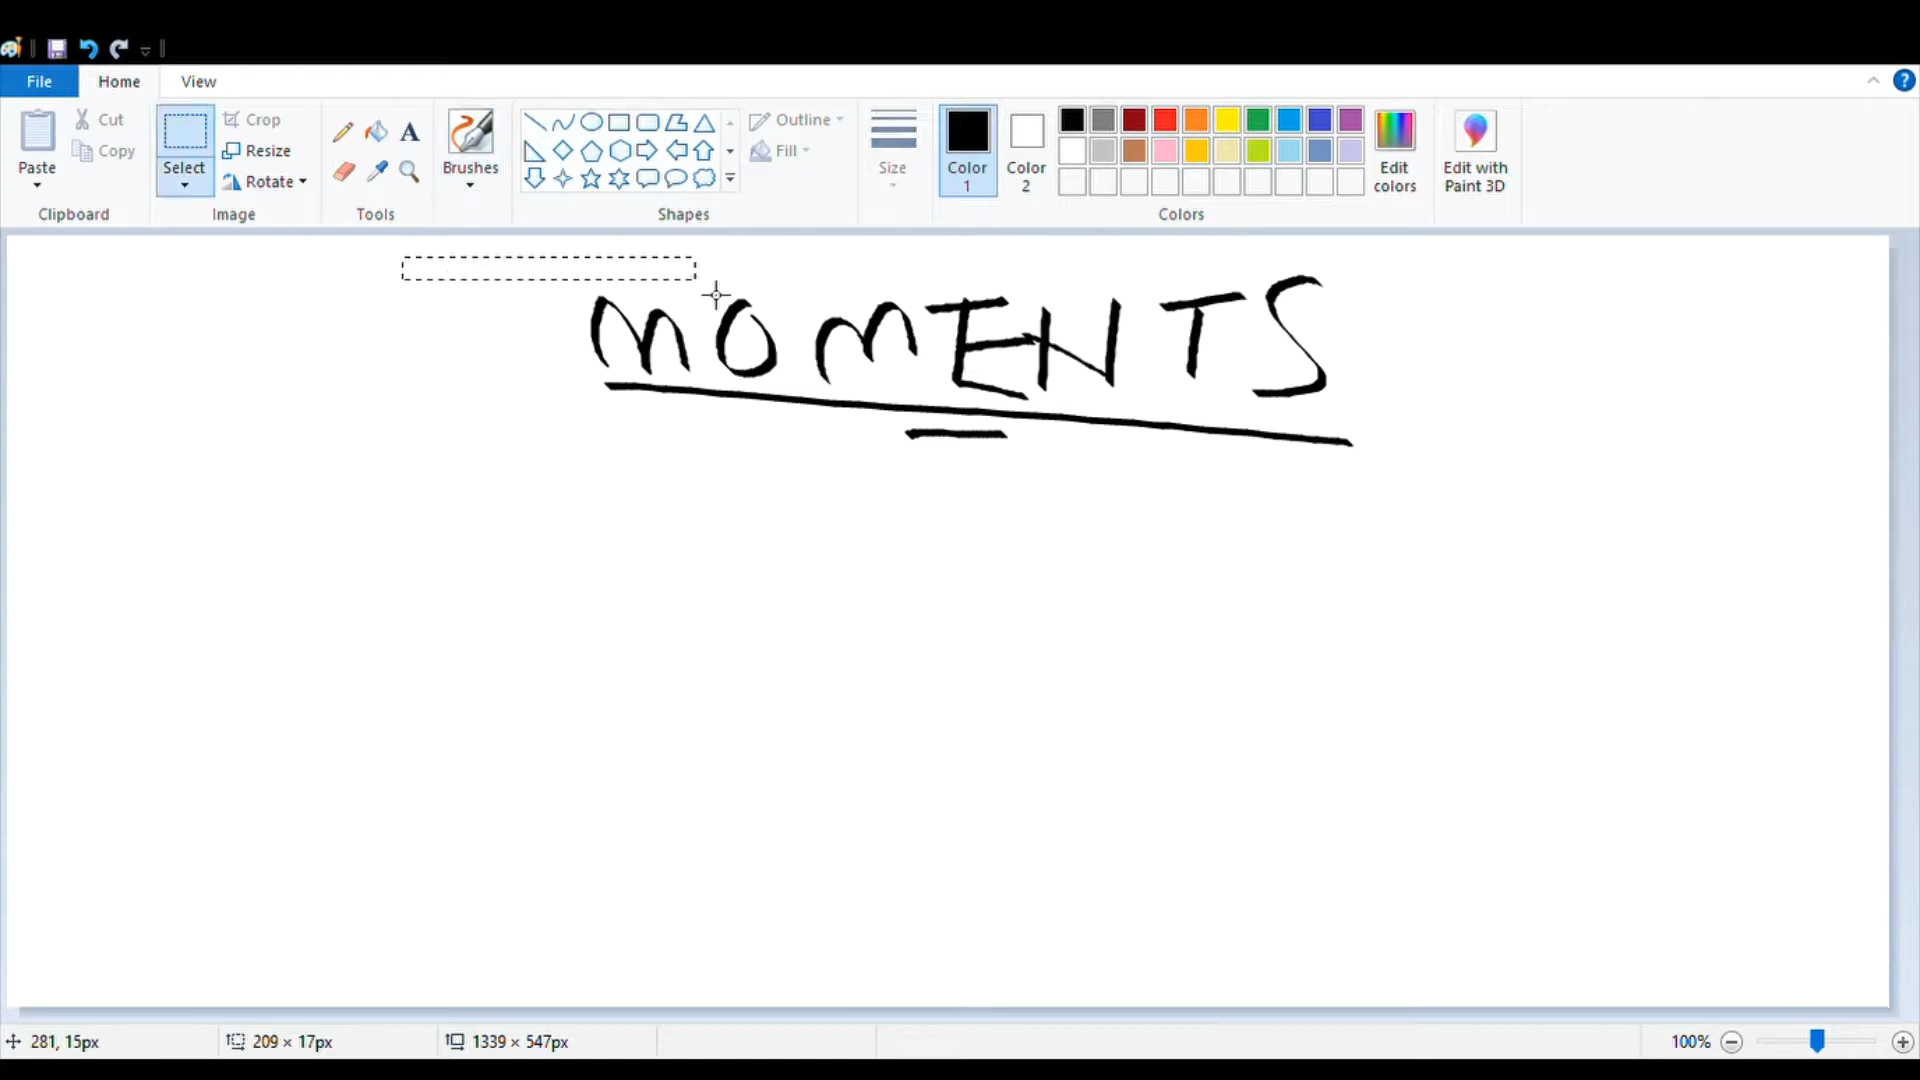 File Home View
Paste
Cut
Copy
Clipboard
Select
Crop
Resize
Rotate
Image
A
Tools
Brushes
Shapes
Outline
Fill
Size
Color 1
Color 2
Edit colors
Colors
Edit with Paint 3D
MOMENTS
281, 15px 209 × 17px 1339 × 547px 100%